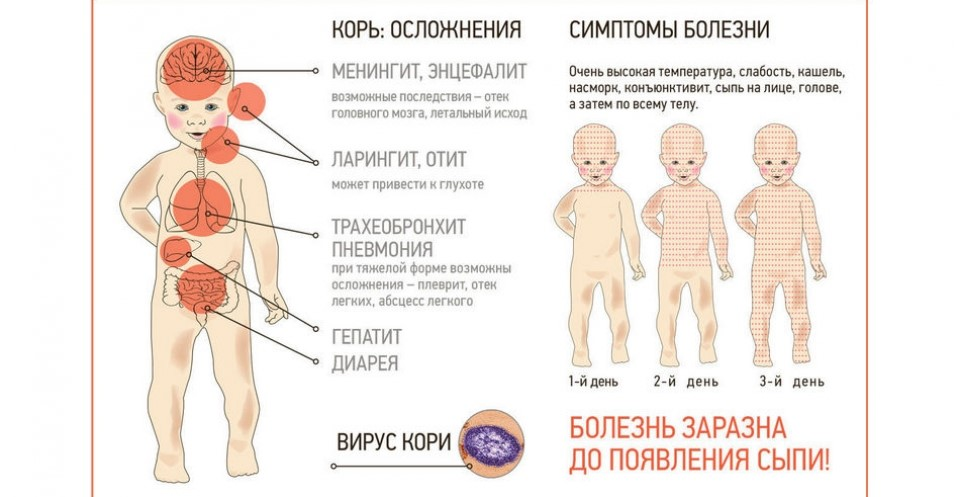 КОРЬ: ОСЛОЖНЕНИЯ
МЕНИНГИТ, ЭНЦЕФАЛИТ
возможные последствия – отек
головного мозга, летальный исход
ЛАРИНГИТ, ОТИТ
может привести к глухоте
ТРАХЕОБРОНХИТ
ПНЕВМОНИЯ
при тяжелой форме возможны
осложнения – плеврит, отек
легких, абсцесс легкого
ГЕПАТИТ
ДИАРЕЯ
ВИРУС КОРИ
СИМПТОМЫ БОЛЕЗНИ
Очень высокая температура, слабость, кашель,
насморк, конъюнктивит, сыпь на лице, голове,
а затем по всему телу.
1-й день 2-й день 3-й день
БОЛЕЗНЬ ЗАРАЗНА
ДО ПОЯВЛЕНИЯ СЫПИ!